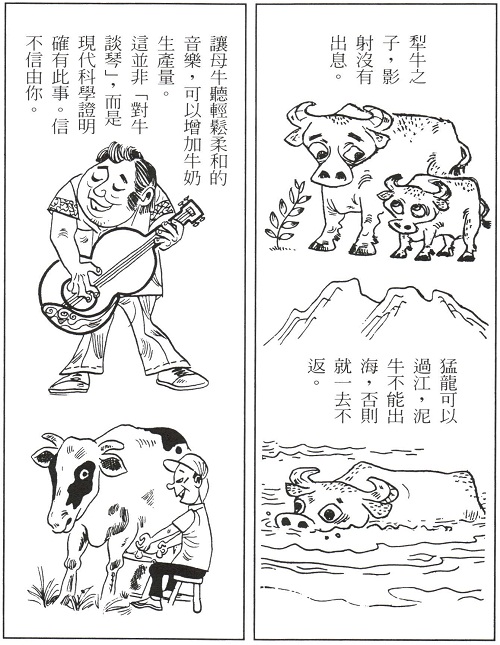 犁牛之
子，影
射沒有
出息。
猛龍可以
過江，泥
牛不能出
海，否則
就一去不
返。
讓母牛聽輕鬆柔和的
音樂，可以增加牛奶
生產量。
這並非「對牛
談琴」，而是
現代科學證明
確有此事。信
不信由你。